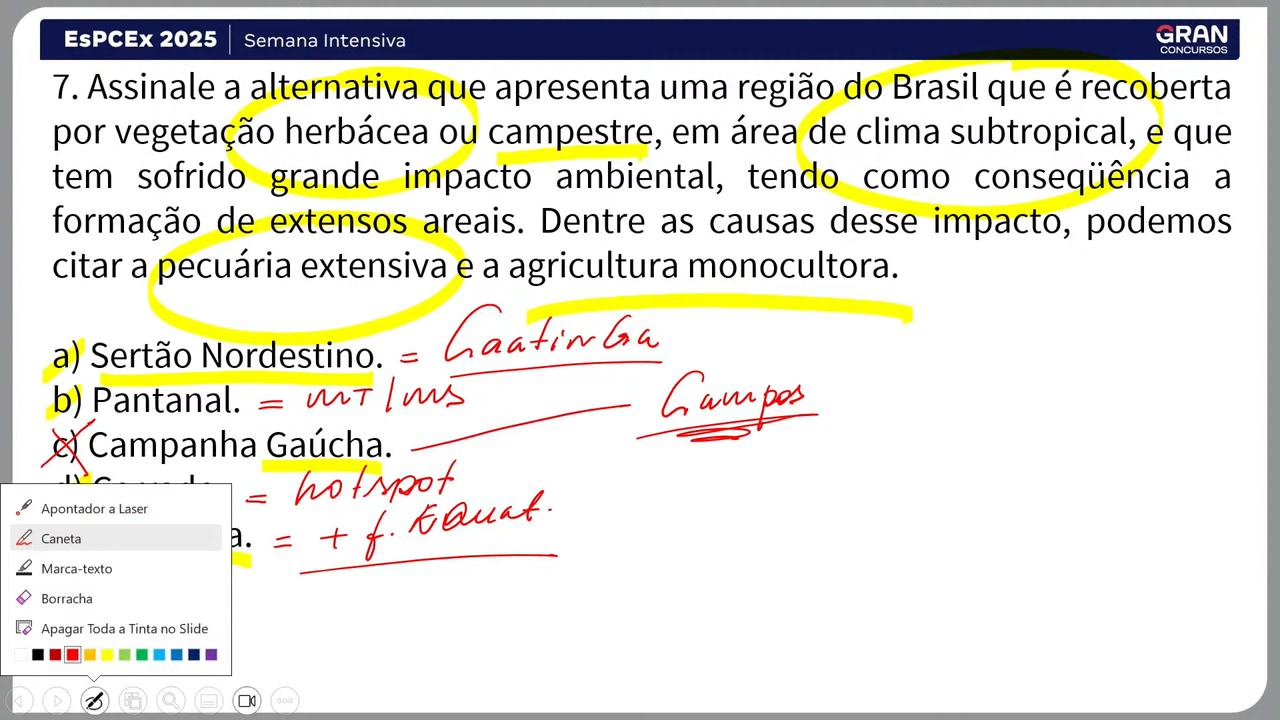 EsPCEx 2025 | Semana Intensiva
GRAN
CONCURSOS
7. Assinale a alternativa que apresenta uma região do Brasil que é recoberta
por vegetação herbácea ou campestre, em área de clima subtropical, e que
tem sofrido grande impacto ambiental, tendo como conseqüência a
formação de extensos areais. Dentre as causas desse impacto, podemos
citar a pecuária extensiva e a agricultura monocultora.
a) Sertão Nordestino. = Caatinga
b) Pantanal. = MT/MS
Campos
c) Campanha Gaúcha.
= hotspot
a. = + f. Equat.
Apontador a Laser
Caneta
Marca-texto
Borracha
Apagar Toda a Tinta no Slide